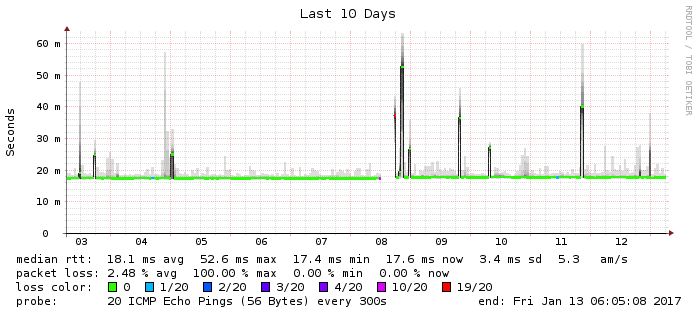 Last 10 Days
RRDTOOL / TOBI OETIKER
Seconds
60 m
50 m
40 m
30 m
20 m
10 m
0
03 04 05 06 07 08 09 10 11 12
median rtt: 18.1 ms avg 52.6 ms max 17.4 ms min 17.6 ms now 3.4 ms sd 5.3 am/s
packet loss: 2.48 % avg 100.00 % max 0.00 % min 0.00 % now
loss color: 0 1/20 2/20 3/20 4/20 10/20 19/20
probe: 20 ICMP Echo Pings (56 Bytes) every 300s end: Fri Jan 13 06:05:08 2017